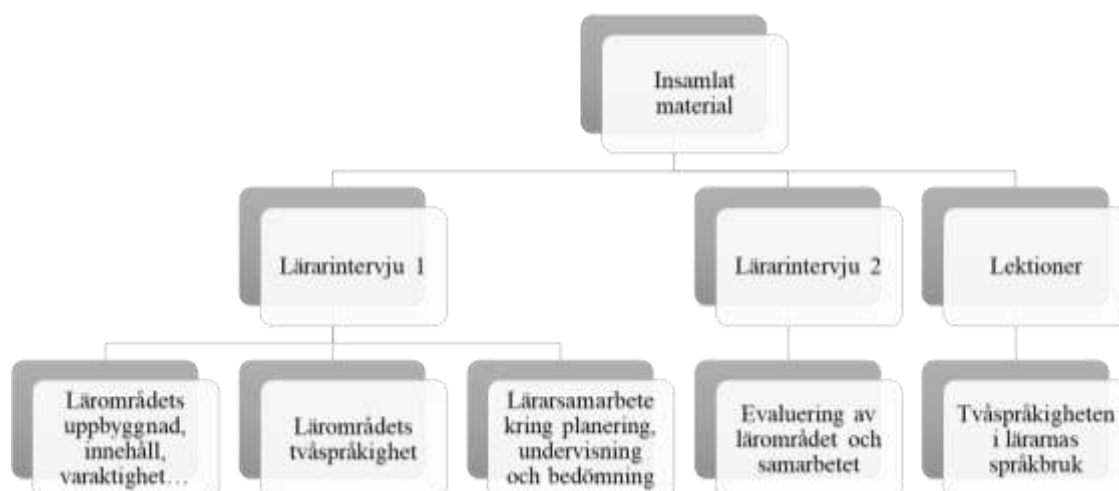 Insamlat
material
Lärarintervju 1
Lärarintervju 2
Lektioner
Lärområdets
uppbyggnad,
innehåll,
varaktighet…
Lärområdets
tvåspråkighet
Lärarsamarbete
kring planering,
undervisning
och bedömning
Evaluering av
lärområdet och
samarbetet
Tvåspråkigheten
i lärarnas
språkbruk